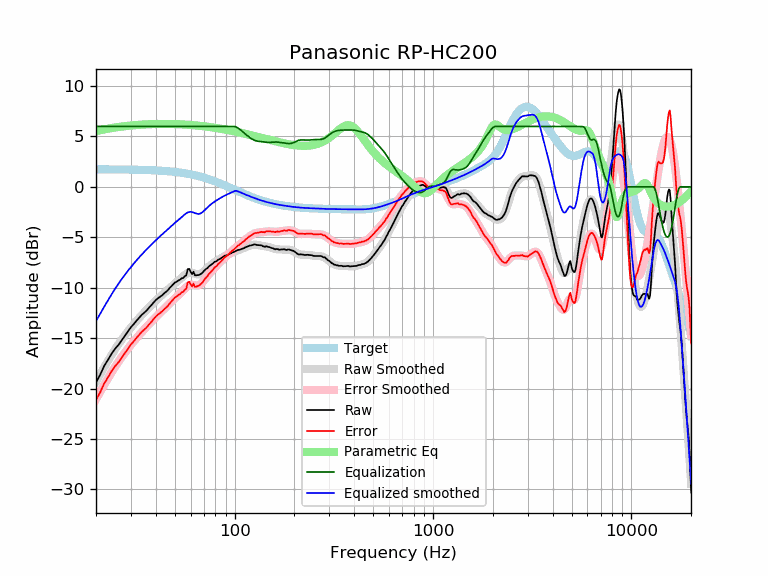 Panasonic RP-HC200
10
5
0
−5
−10
−15
−20
−25
−30
Amplitude (dBr)
Target
Raw Smoothed
Error Smoothed
Raw
Error
Parametric Eq
Equalization
Equalized smoothed
100 1000 10000
Frequency (Hz)